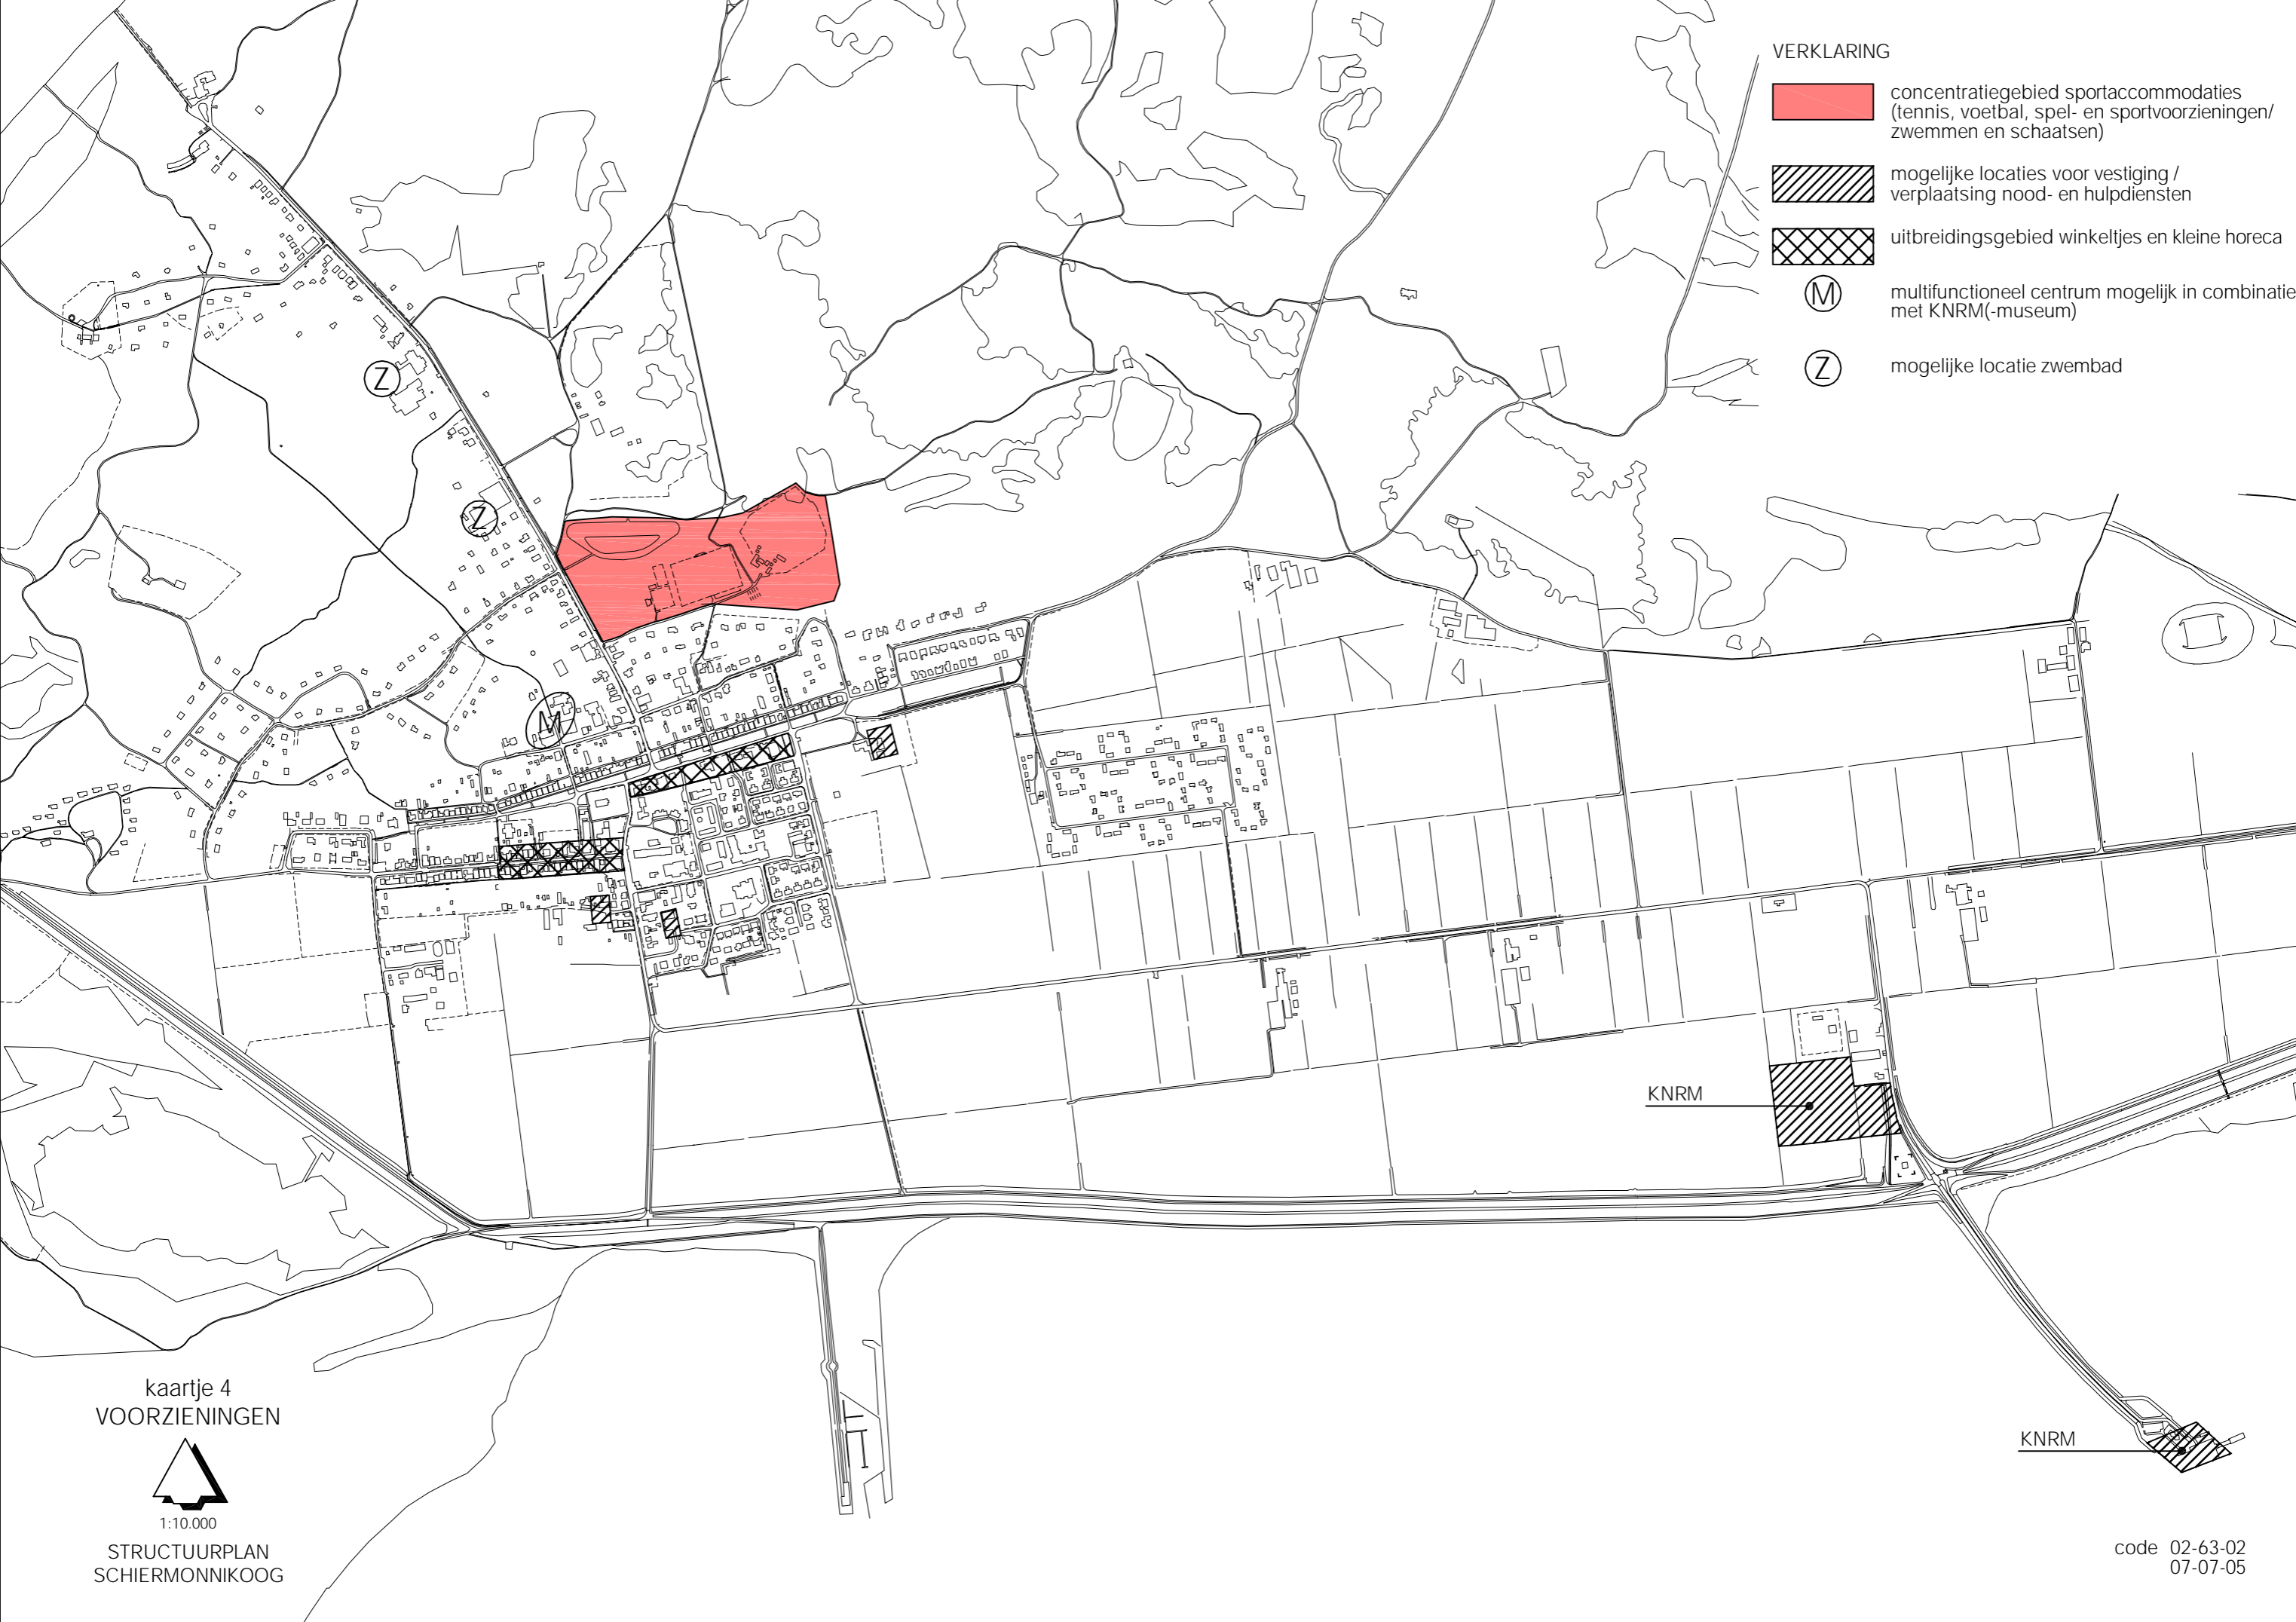 VERKLARING
concentratiegebied sportaccommodaties
(tennis, voetbal, spel- en sportvoorzieningen/
zwemmen en schaatsen)
mogelijke locaties voor vestiging /
verplaatsing nood- en hulpdiensten
uitbreidingsgebied winkeltjes en kleine horeca
M
multifunctioneel centrum mogelijk in combinatie
met KNRM(-museum)
Z
mogelijke locatie zwembad
Z
Z
M
KNRM
KNRM
kaartje 4
VOORZIENINGEN
1:10.000
STRUCTUURPLAN
SCHIERMONNIKOOG
code 02-63-02
07-07-05